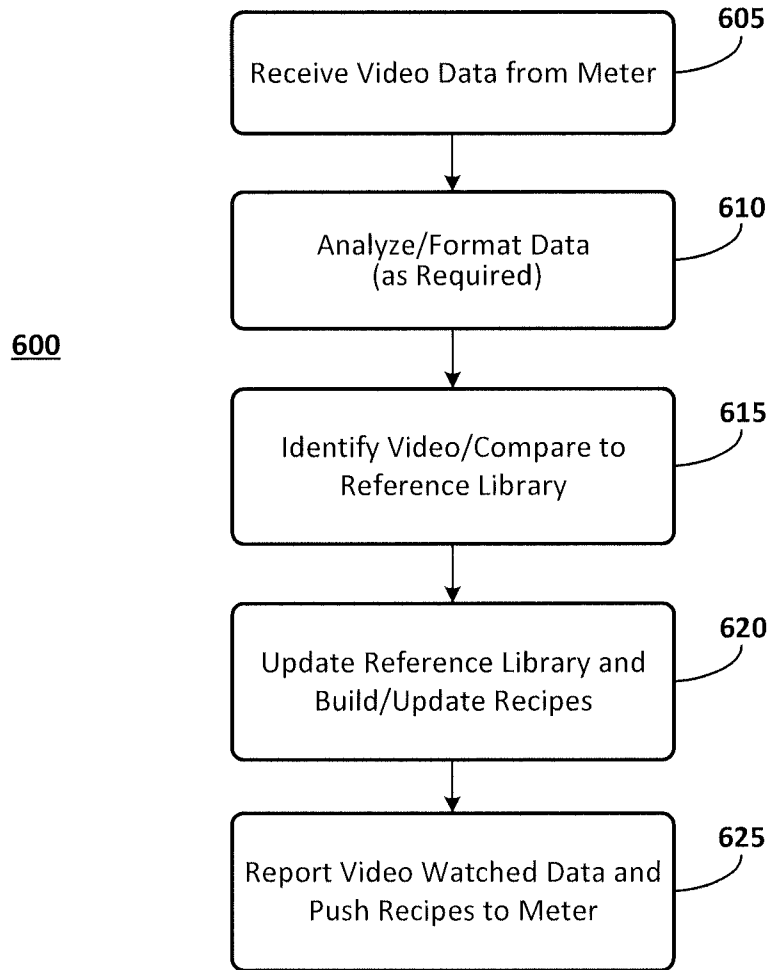 605
Receive Video Data from Meter
610
Analyze/Format Data
(as Required)
600
615
Identify Video/Compare to
Reference Library
620
Update Reference Library and
Build/Update Recipes
625
Report Video Watched Data and
Push Recipes to Meter